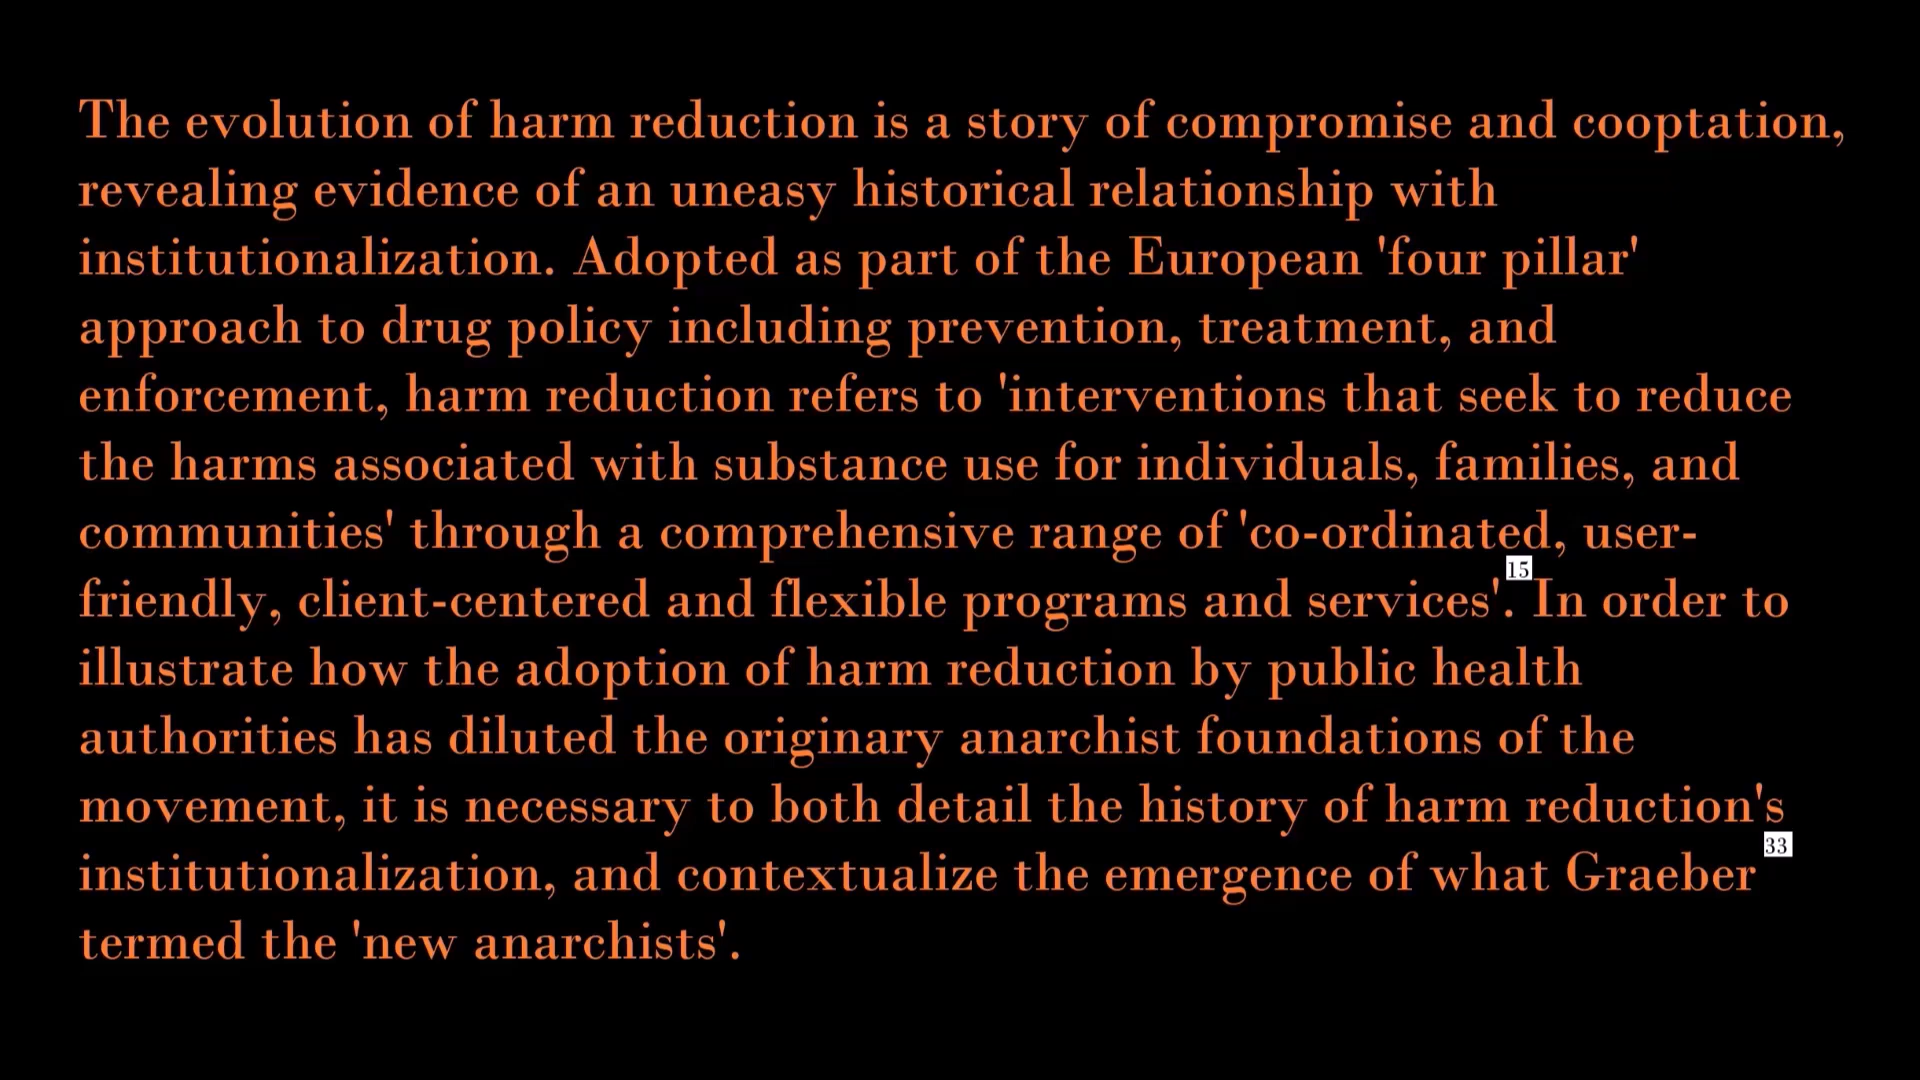 The evolution of harm reduction is a story of compromise and cooptation,
revealing evidence of an uneasy historical relationship with
institutionalization. Adopted as part of the European 'four pillar'
approach to drug policy including prevention, treatment, and
enforcement, harm reduction refers to 'interventions that seek to reduce
the harms associated with substance use for individuals, families, and
communities' through a comprehensive range of 'co-ordinated, user-
friendly, client-centered and flexible programs and services'.15 In order to
illustrate how the adoption of harm reduction by public health
authorities has diluted the originary anarchist foundations of the
movement, it is necessary to both detail the history of harm reduction's
institutionalization, and contextualize the emergence of what Graeber33
termed the 'new anarchists'.